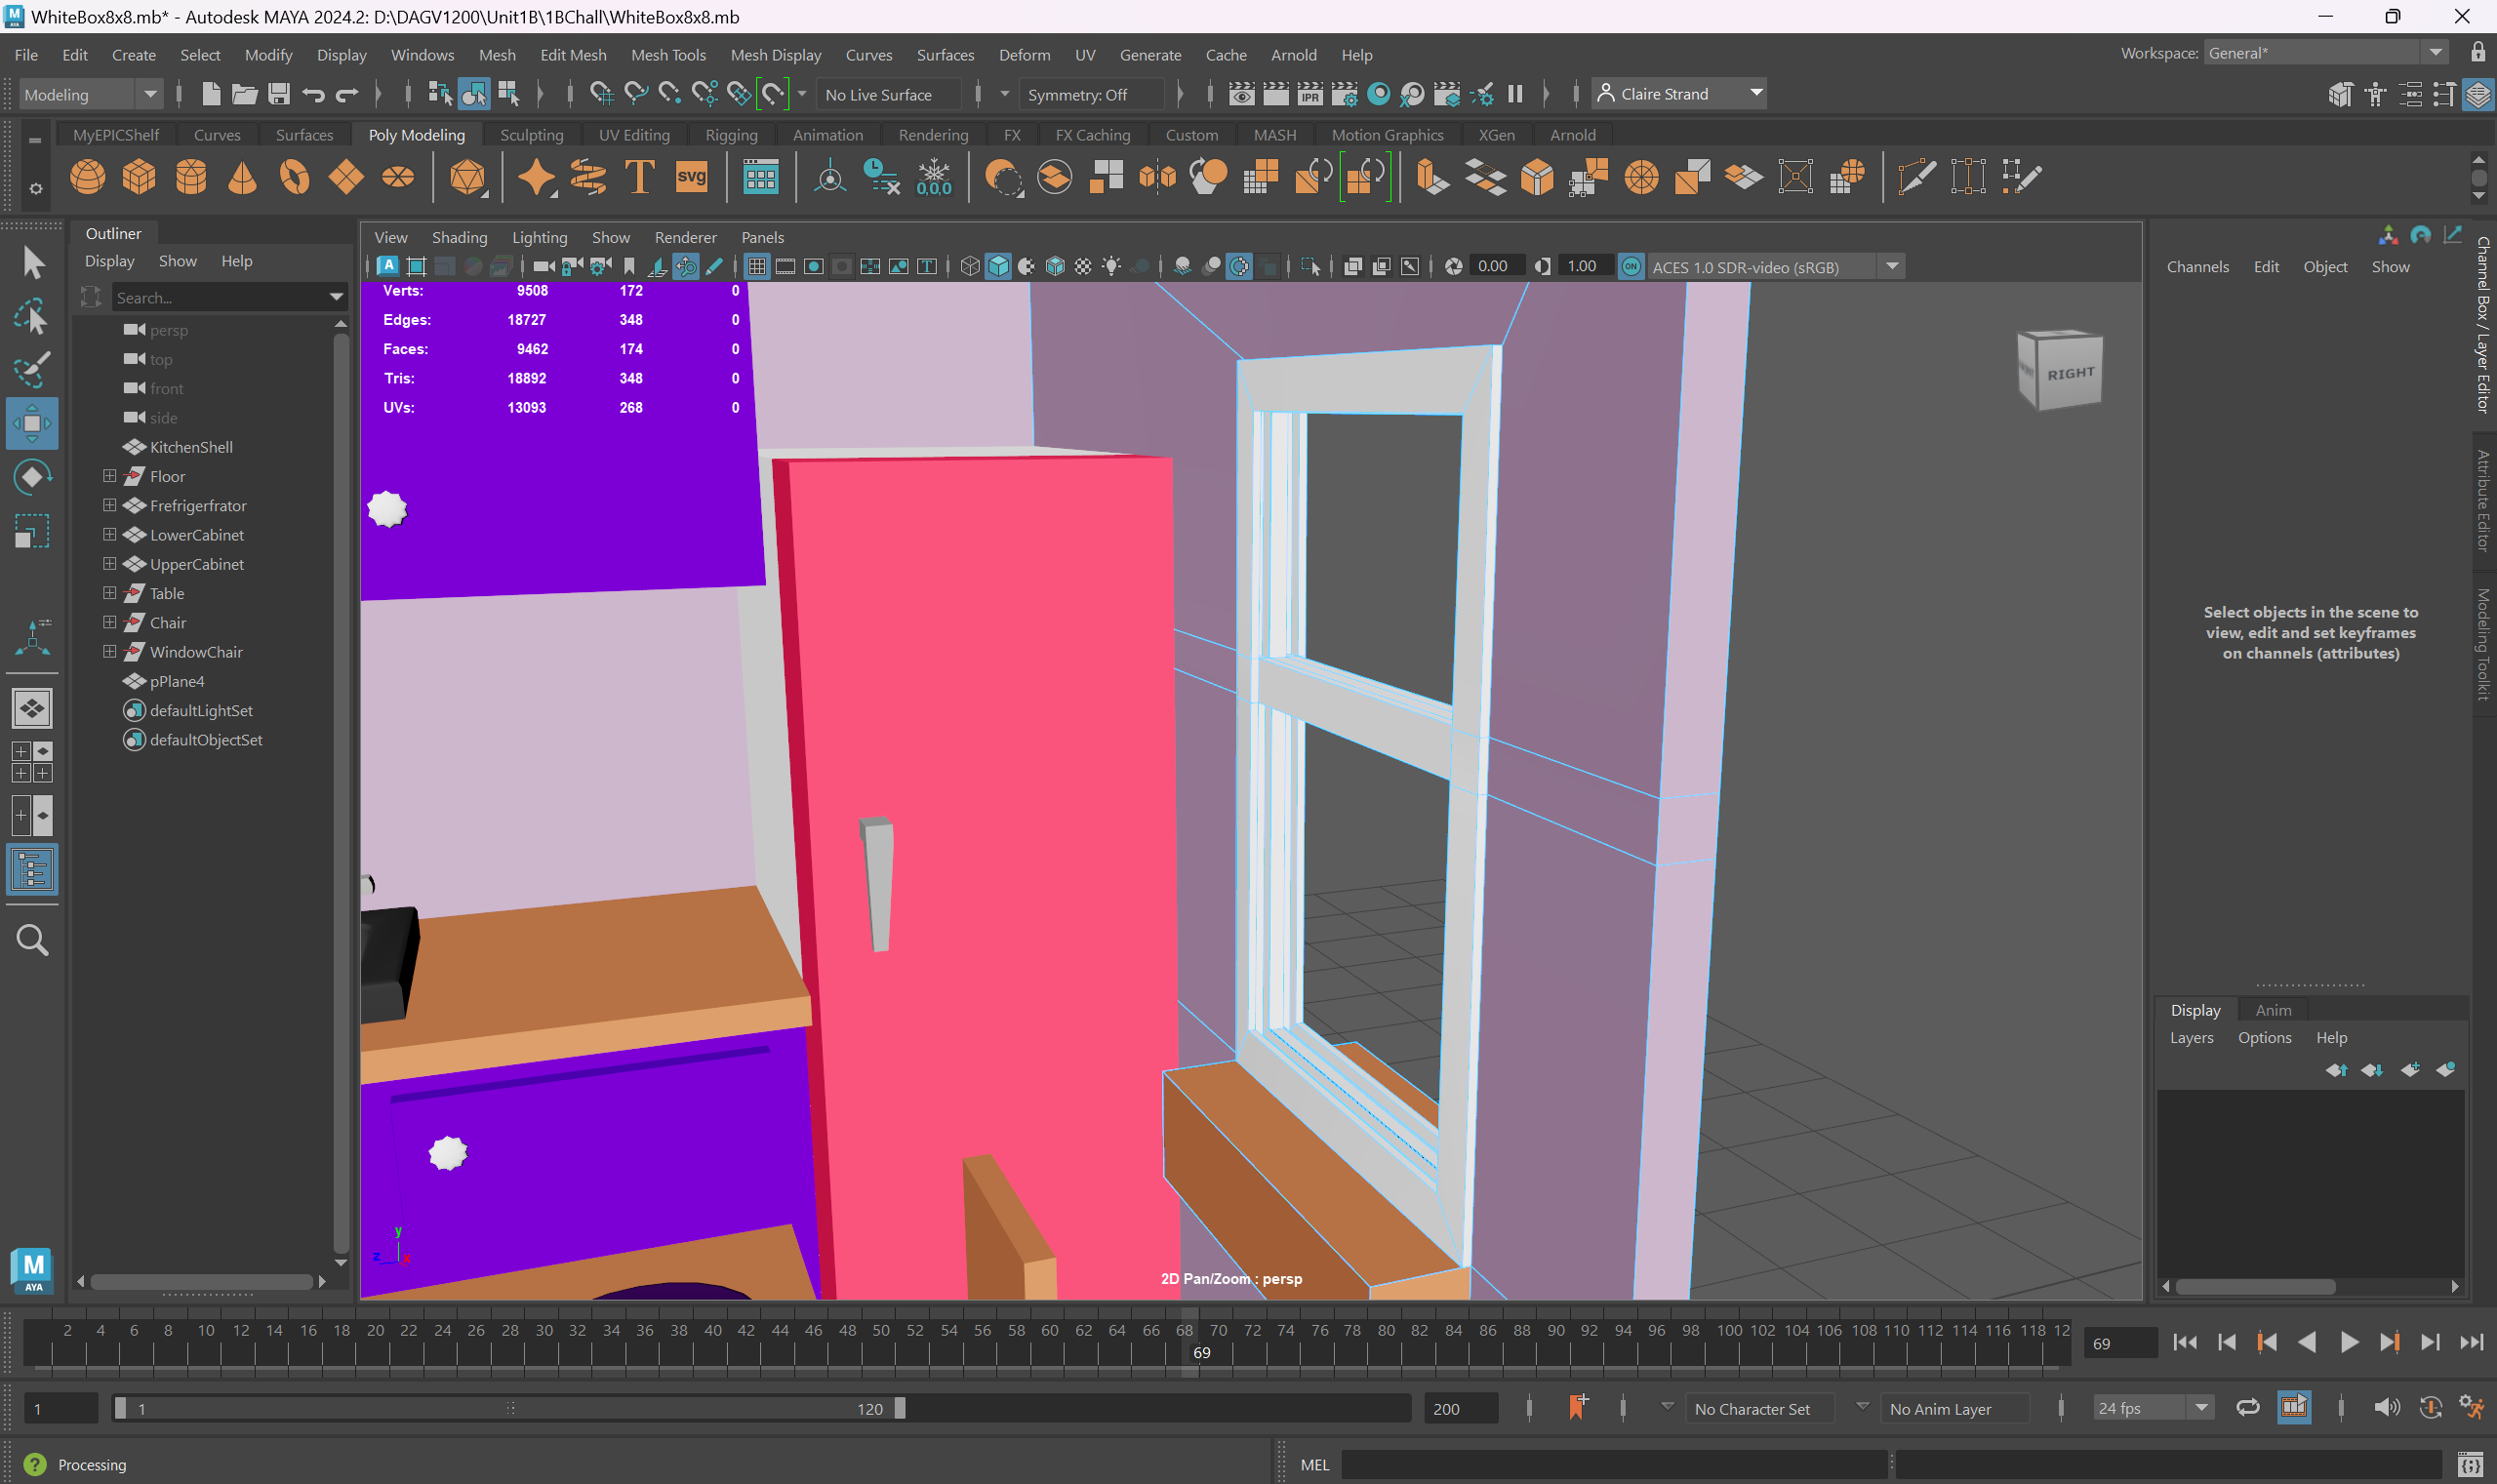 WhiteBox8x8.mb* - Autodesk MAYA 2024.2: D:\DAGV1200\Unit1B\1BChall\WhiteBox8x8.mb
File Edit Create Select Modify Display Windows Mesh Edit Mesh Mesh Tools Mesh Display Curves Surfaces Deform UV Generate Cache Arnold Help
Workspace: General*
Modeling
No Live Surface
Symmetry: Off
IPR
Claire Strand
MyEPICShelf Curves Surfaces Poly Modeling Sculpting UV Editing Rigging Animation Rendering FX FX Caching Custom MASH Motion Graphics XGen Arnold
T
svg
0,0,0
Outliner
Display Show Help
Search...
persp
top
front
side
KitchenShell
Floor
Frefrigerfrator
LowerCabinet
UpperCabinet
Table
Chair
WindowChair
pPlane4
defaultLightSet
defaultObjectSet
View Shading Lighting Show Renderer Panels
0.00
1.00
ON
ACES 1.0 SDR-video (sRGB)
Verts: 9508 172 0
Edges: 18727 348 0
Faces: 9462 174 0
Tris: 18892 348 0
UVs: 13093 268 0
RIGHT
y
z
x
2D Pan/Zoom : persp
Channels Edit Object Show
Channel Box / Layer Editor
Attribute Editor
Modeling Toolkit
Select objects in the scene to
view, edit and set keyframes
on channels (attributes)
Display Anim
Layers Options Help
M
AYA
2 4 6 8 10 12 14 16 18 20 22 24 26 28 30 32 34 36 38 40 42 44 46 48 50 52 54 56 58 60 62 64 66 68 70 72 74 76 78 80 82 84 86 88 90 92 94 96 98 100 102 104 106 108 110 112 114 116 118 12
69
69
1
1
120
200
No Character Set
No Anim Layer
24 fps
Processing
MEL